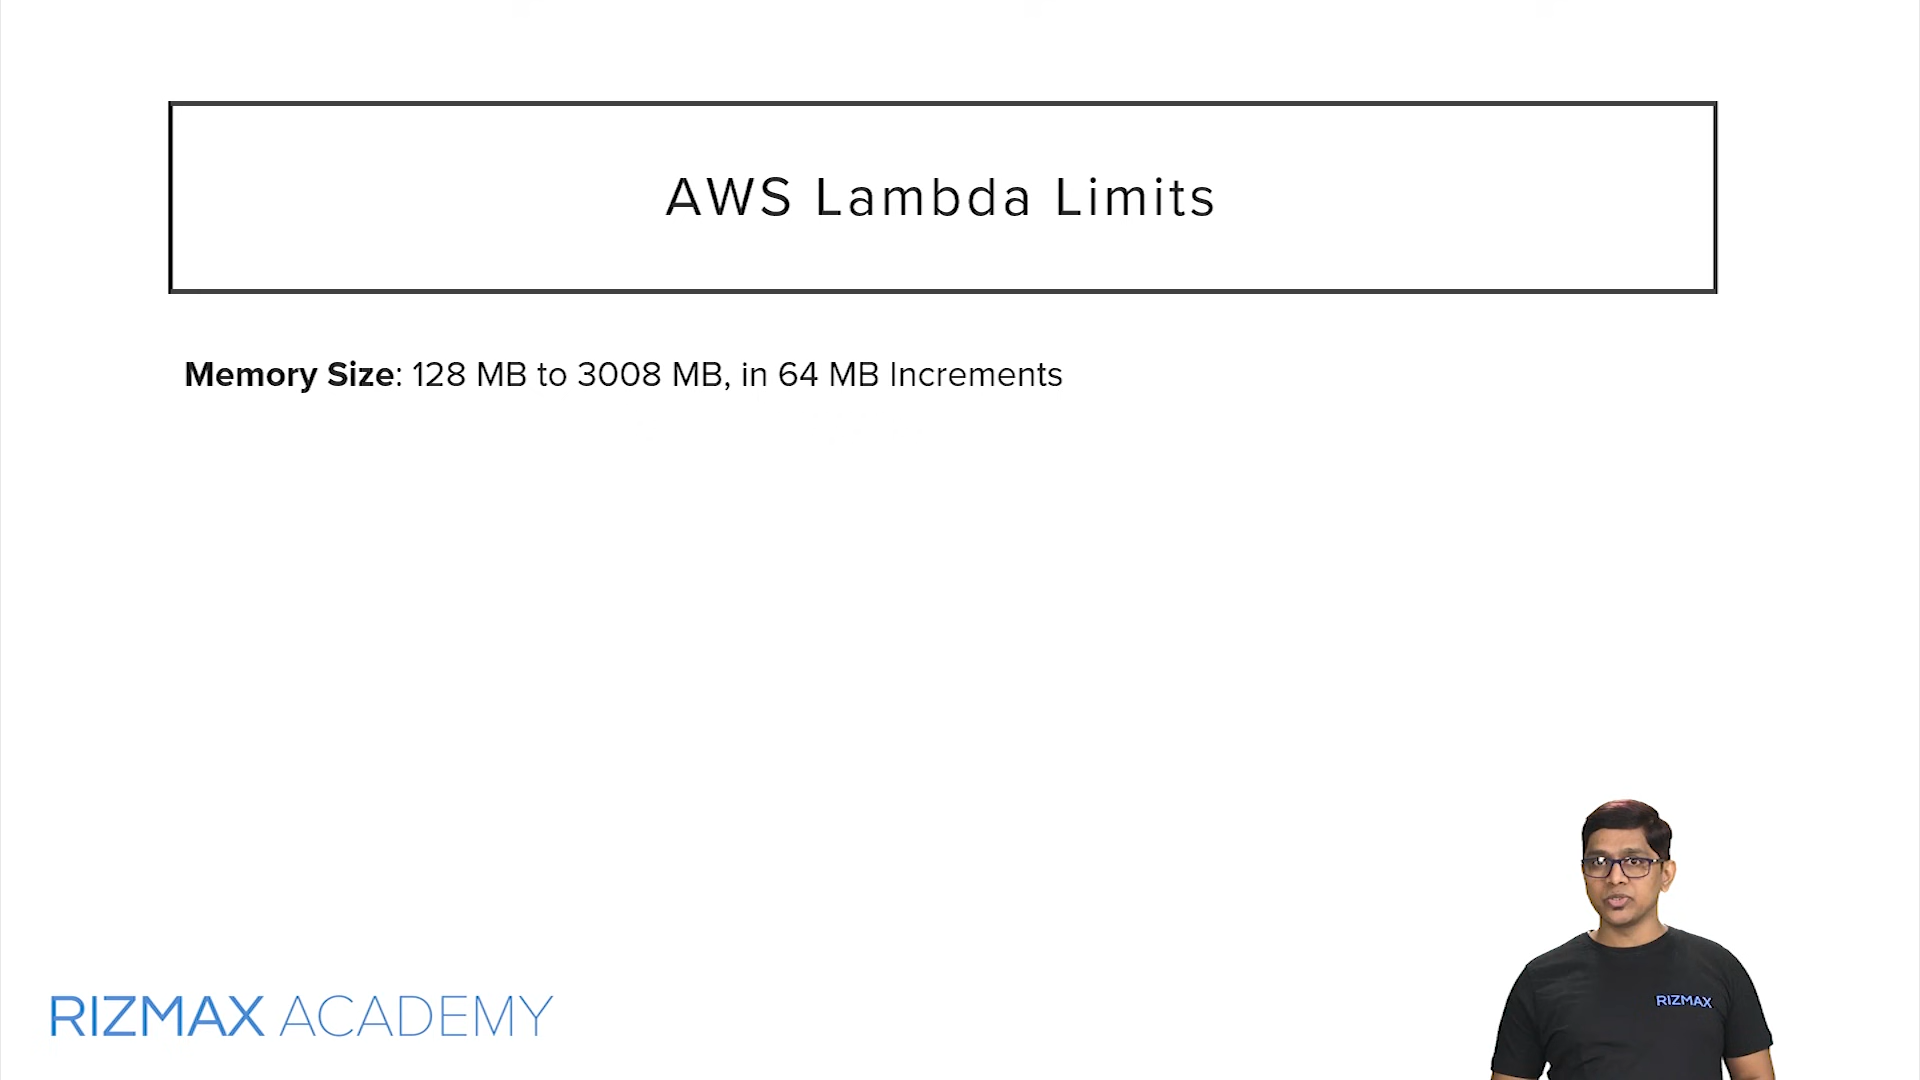 AWS Lambda Limits
Memory Size: 128 MB to 3008 MB, in 64 MB Increments
RIZMAX
RIZMAX ACADEMY